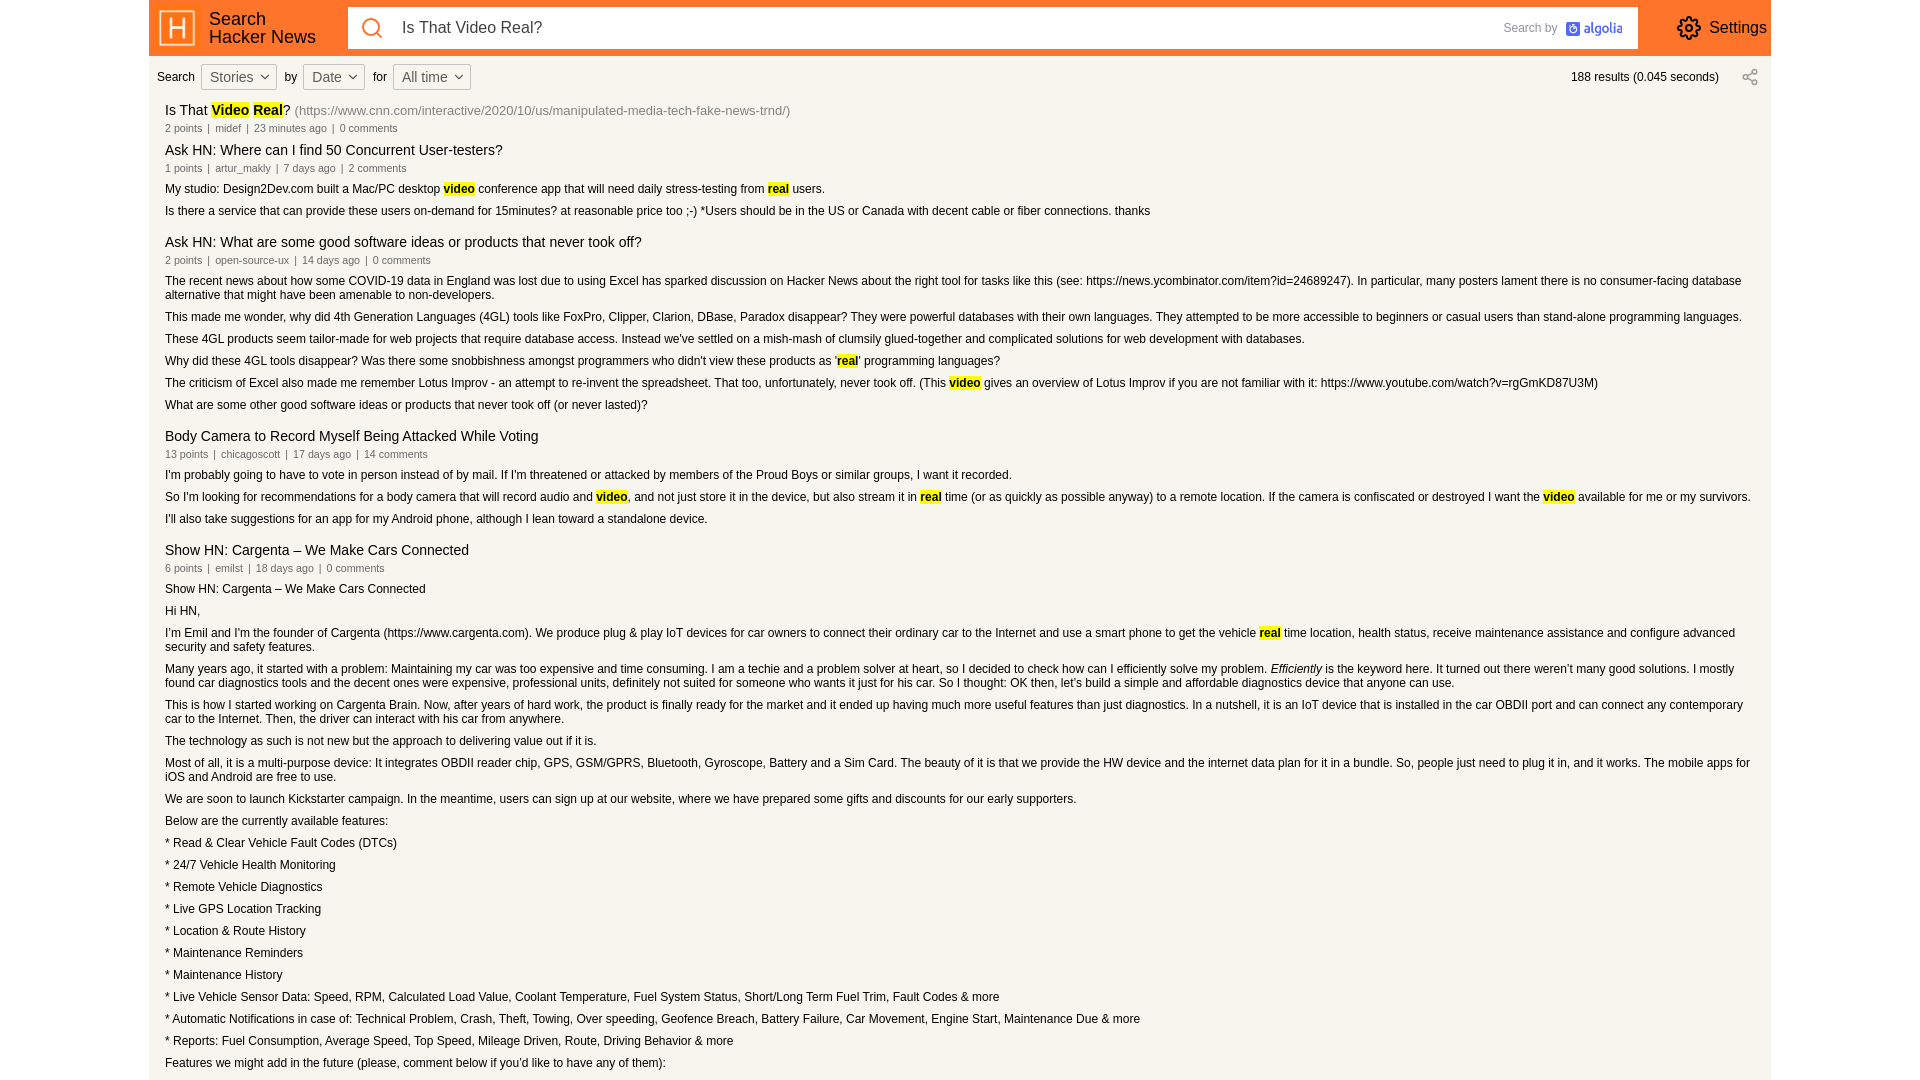 Search
Hacker News
Is That Video Real?
Search by algolia
Settings
Search Stories by Date for All time 188 results (0.045 seconds)
Is That Video Real? (https://www.cnn.com/interactive/2020/10/us/manipulated-media-tech-fake-news-trnd/)
2 points | midef | 23 minutes ago | 0 comments
Ask HN: Where can I find 50 Concurrent User-testers?
1 points | artur_makly | 7 days ago | 2 comments
My studio: Design2Dev.com built a Mac/PC desktop video conference app that will need daily stress-testing from real users.
Is there a service that can provide these users on-demand for 15minutes? at reasonable price too ;-) *Users should be in the US or Canada with decent cable or fiber connections. thanks
Ask HN: What are some good software ideas or products that never took off?
2 points | open-source-ux | 14 days ago | 0 comments
The recent news about how some COVID-19 data in England was lost due to using Excel has sparked discussion on Hacker News about the right tool for tasks like this (see: https://news.ycombinator.com/item?id=24689247). In particular, many posters lament there is no consumer-facing database
alternative that might have been amenable to non-developers.
This made me wonder, why did 4th Generation Languages (4GL) tools like FoxPro, Clipper, Clarion, DBase, Paradox disappear? They were powerful databases with their own languages. They attempted to be more accessible to beginners or casual users than stand-alone programming languages.
These 4GL products seem tailor-made for web projects that require database access. Instead we've settled on a mish-mash of clumsily glued-together and complicated solutions for web development with databases.
Why did these 4GL tools disappear? Was there some snobbishness amongst programmers who didn't view these products as 'real' programming languages?
The criticism of Excel also made me remember Lotus Improv - an attempt to re-invent the spreadsheet. That too, unfortunately, never took off. (This video gives an overview of Lotus Improv if you are not familiar with it: https://www.youtube.com/watch?v=rgGmKD87U3M)
What are some other good software ideas or products that never took off (or never lasted)?
Body Camera to Record Myself Being Attacked While Voting
13 points | chicagoscott | 17 days ago | 14 comments
I'm probably going to have to vote in person instead of by mail. If I'm threatened or attacked by members of the Proud Boys or similar groups, I want it recorded.
So I'm looking for recommendations for a body camera that will record audio and video, and not just store it in the device, but also stream it in real time (or as quickly as possible anyway) to a remote location. If the camera is confiscated or destroyed I want the video available for me or my survivors.
I'll also take suggestions for an app for my Android phone, although I lean toward a standalone device.
Show HN: Cargenta – We Make Cars Connected
6 points | emilst | 18 days ago | 0 comments
Show HN: Cargenta – We Make Cars Connected
Hi HN,
I’m Emil and I'm the founder of Cargenta (https://www.cargenta.com). We produce plug & play IoT devices for car owners to connect their ordinary car to the Internet and use a smart phone to get the vehicle real time location, health status, receive maintenance assistance and configure advanced
security and safety features.
Many years ago, it started with a problem: Maintaining my car was too expensive and time consuming. I am a techie and a problem solver at heart, so I decided to check how can I efficiently solve my problem. Efficiently is the keyword here. It turned out there weren’t many good solutions. I mostly
found car diagnostics tools and the decent ones were expensive, professional units, definitely not suited for someone who wants it just for his car. So I thought: OK then, let’s build a simple and affordable diagnostics device that anyone can use.
This is how I started working on Cargenta Brain. Now, after years of hard work, the product is finally ready for the market and it ended up having much more useful features than just diagnostics. In a nutshell, it is an IoT device that is installed in the car OBDII port and can connect any contemporary
car to the Internet. Then, the driver can interact with his car from anywhere.
The technology as such is not new but the approach to delivering value out if it is.
Most of all, it is a multi-purpose device: It integrates OBDII reader chip, GPS, GSM/GPRS, Bluetooth, Gyroscope, Battery and a Sim Card. The beauty of it is that we provide the HW device and the internet data plan for it in a bundle. So, people just need to plug it in, and it works. The mobile apps for
iOS and Android are free to use.
We are soon to launch Kickstarter campaign. In the meantime, users can sign up at our website, where we have prepared some gifts and discounts for our early supporters.
Below are the currently available features:
* Read & Clear Vehicle Fault Codes (DTCs)
* 24/7 Vehicle Health Monitoring
* Remote Vehicle Diagnostics
* Live GPS Location Tracking
* Location & Route History
* Maintenance Reminders
* Maintenance History
* Live Vehicle Sensor Data: Speed, RPM, Calculated Load Value, Coolant Temperature, Fuel System Status, Short/Long Term Fuel Trim, Fault Codes & more
* Automatic Notifications in case of: Technical Problem, Crash, Theft, Towing, Over speeding, Geofence Breach, Battery Failure, Car Movement, Engine Start, Maintenance Due & more
* Reports: Fuel Consumption, Average Speed, Top Speed, Mileage Driven, Route, Driving Behavior & more
Features we might add in the future (please, comment below if you’d like to have any of them):